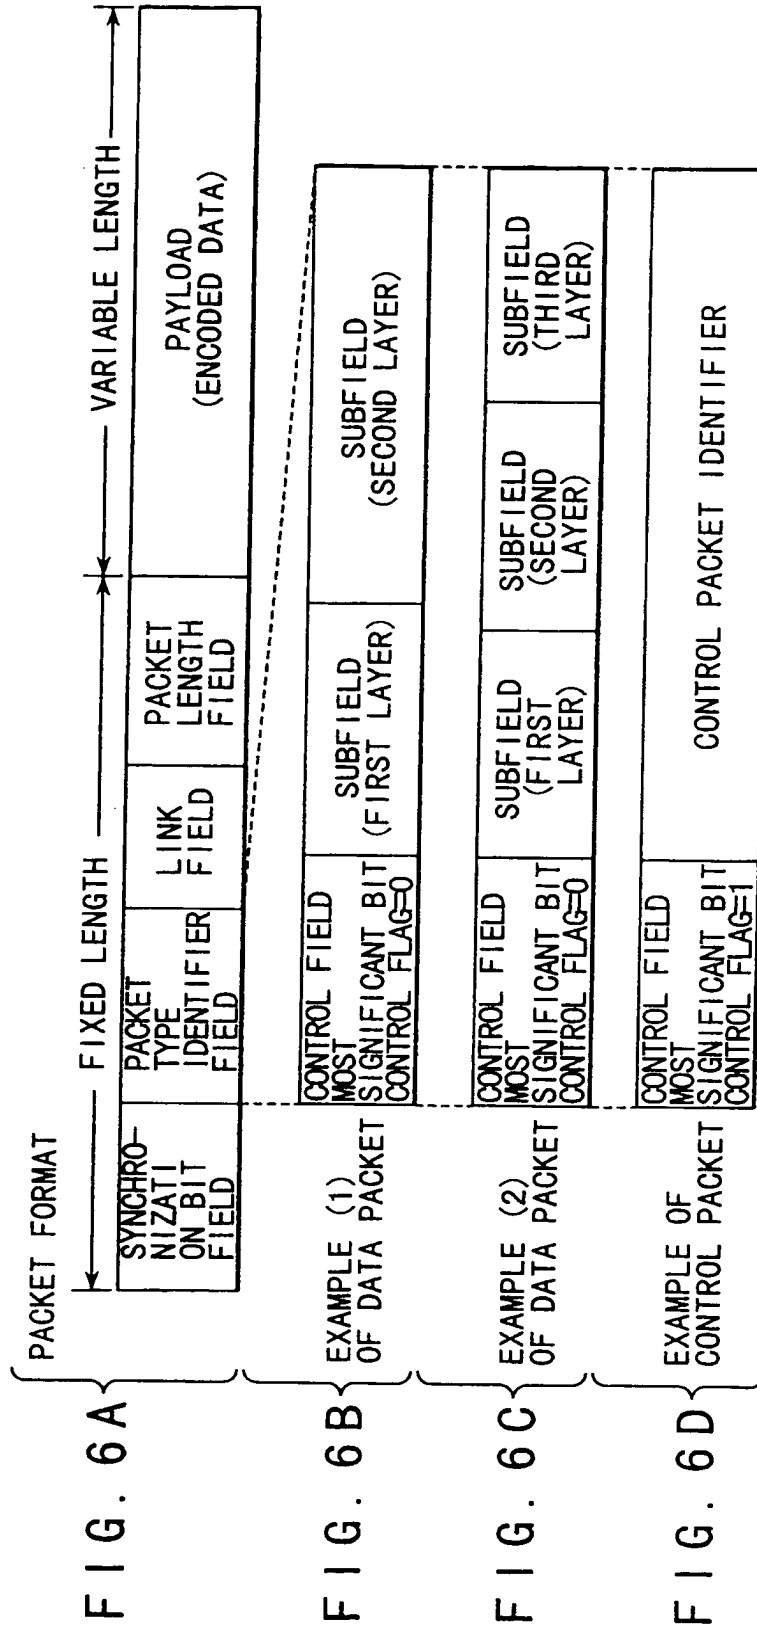 FIG. 6A
PACKET FORMAT
FIXED LENGTH
VARIABLE LENGTH
SYNCHRO-
NIZATI
ON BIT
FIELD
PACKET
TYPE
IDENTIFIER
FIELD
LINK
FIELD
PACKET
LENGTH
FIELD
PAYLOAD
(ENCODED DATA)
FIG. 6B
EXAMPLE (1)
OF DATA PACKET
CONTROL FIELD
MOST
SIGNIFICANT BIT
CONTROL FLAG=0
SUBFIELD
(FIRST LAYER)
SUBFIELD
(SECOND LAYER)
FIG. 6C
EXAMPLE (2)
OF DATA PACKET
CONTROL FIELD
MOST
SIGNIFICANT BIT
CONTROL FLAG=0
SUBFIELD
(FIRST
LAYER)
SUBFIELD
(SECOND
LAYER)
SUBFIELD
(THIRD
LAYER)
FIG. 6D
EXAMPLE OF
CONTROL PACKET
CONTROL FIELD
MOST
SIGNIFICANT BIT
CONTROL FLAG=1
CONTROL PACKET IDENTIFIER